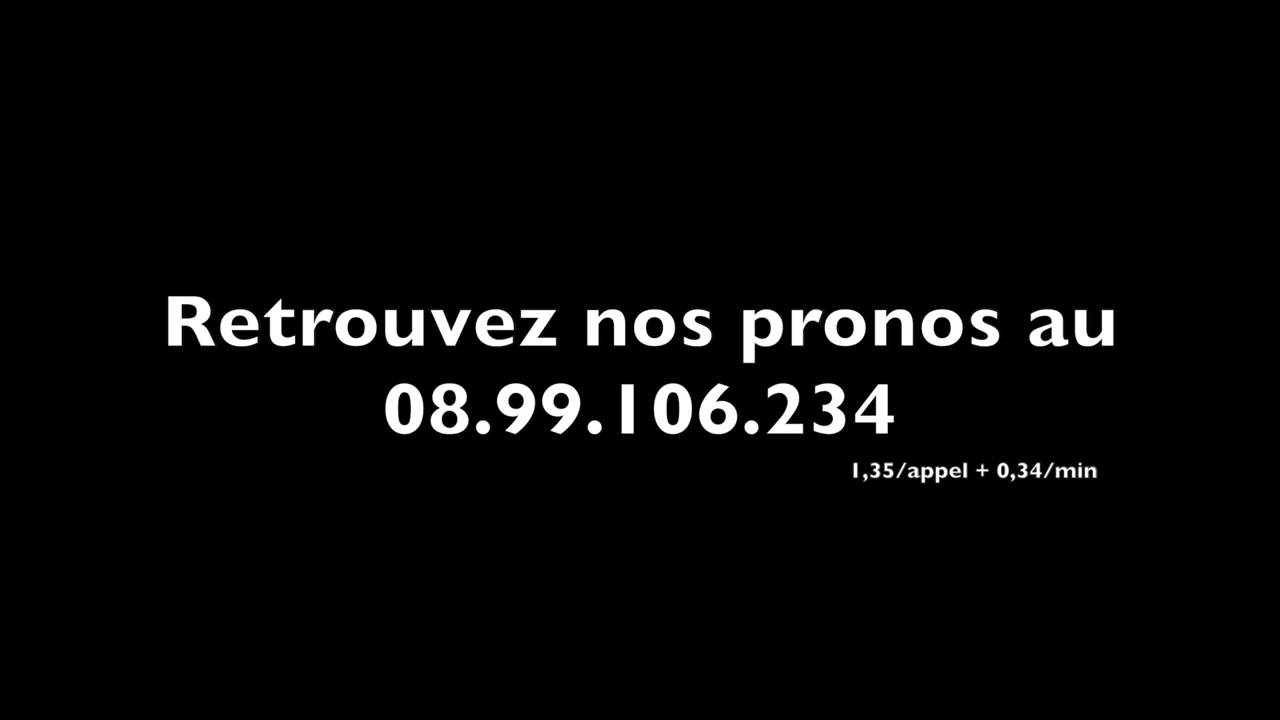 Retrouvez nos pronos au
08.99.106.234
1,35/appel + 0,34/min